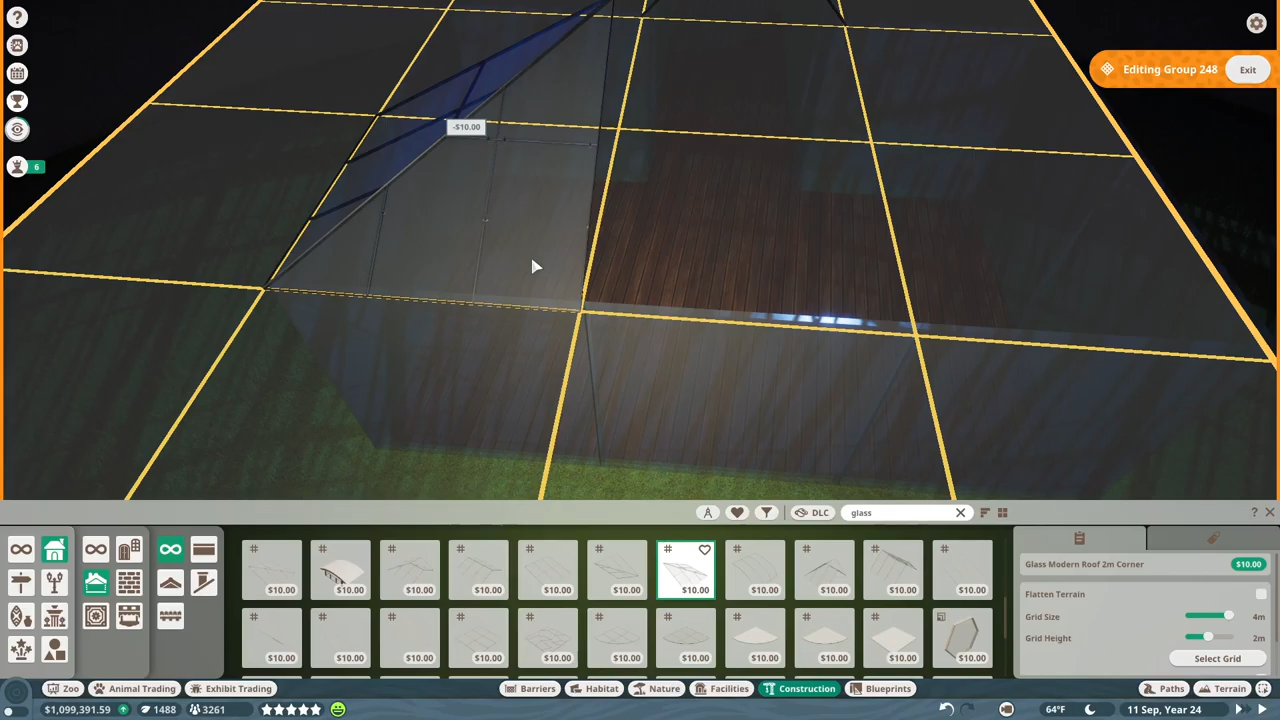 ?
Editing Group 248
Exit
6
-$10.00
DLC
glass
?
$10.00 $10.00 $10.00 $10.00 $10.00 $10.00 $10.00 $10.00 $10.00 $10.00 $10.00
$10.00 $10.00 $10.00 $10.00 $10.00 $10.00 $10.00 $10.00 $10.00 $10.00 $10.00
Glass Modern Roof 2m Corner
$10.00
Flatten Terrain
Grid Size
4m
Grid Height
2m
Select Grid
Zoo
Animal Trading
Exhibit Trading
Barriers
Habitat
Nature
Facilities
Construction
Blueprints
Paths
Terrain
$1,099,391.59
1488
3261
64°F
11 Sep, Year 24